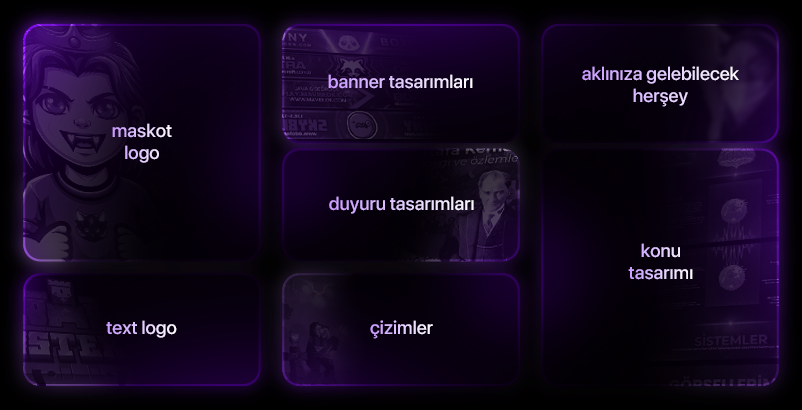 maskot
logo
banner tasarımları
aklınıza gelebilecek
herşey
duyuru tasarımları
konu
tasarımı
text logo
çizimler
SİSTEMLER